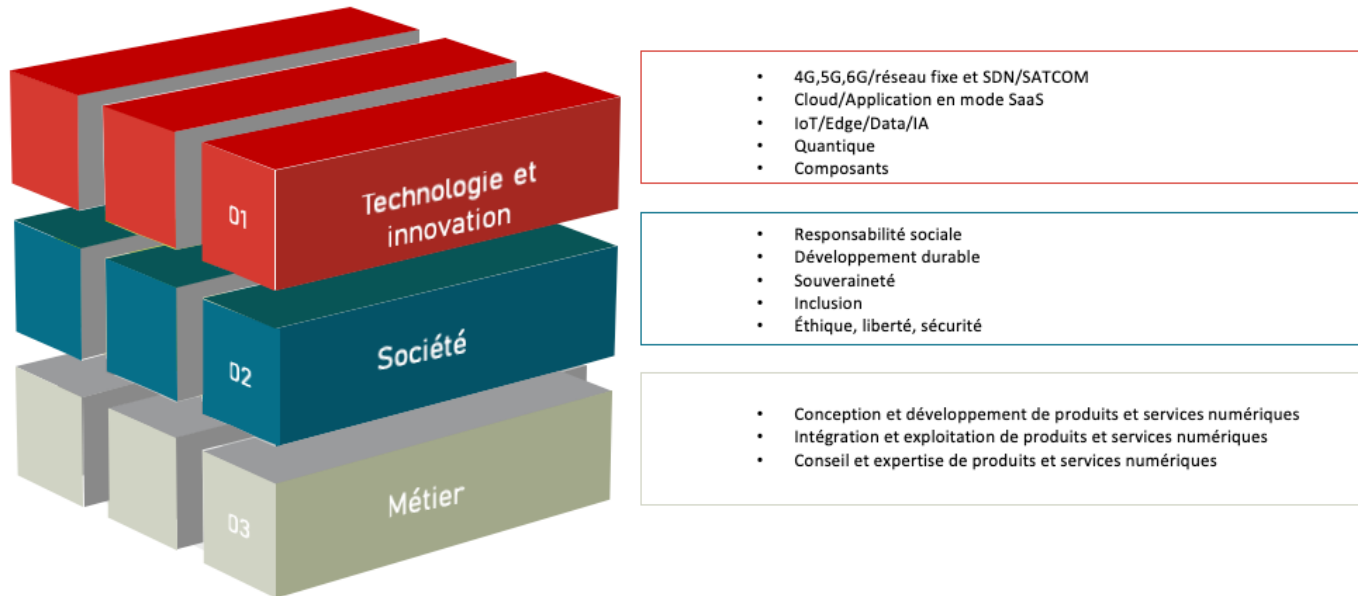 D1
Technologie et
innovation
• 4G,5G,6G/réseau fixe et SDN/SATCOM
• Cloud/Application en mode SaaS
• IoT/Edge/Data/IA
• Quantique
• Composants
D2
Société
• Responsabilité sociale
• Développement durable
• Souveraineté
• Inclusion
• Éthique, liberté, sécurité
D3
Métier
• Conception et développement de produits et services numériques
• Intégration et exploitation de produits et services numériques
• Conseil et expertise de produits et services numériques